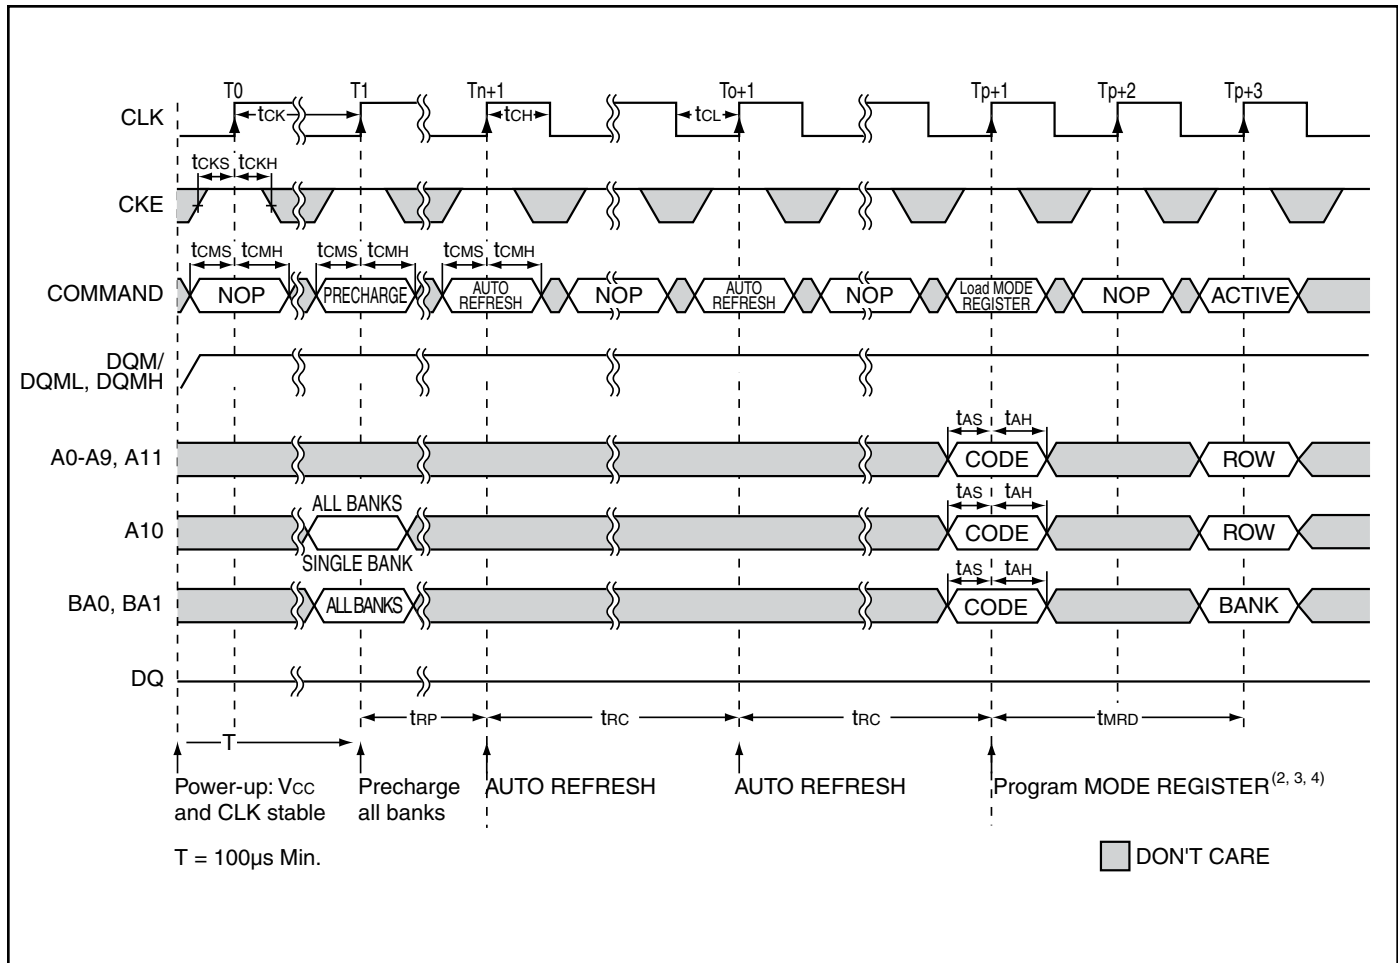 T0 T1 Tn+1 To+1 Tp+1 Tp+2 Tp+3
CLK tCK tCH tCL
tCKS tCKH
CKE
tCMS tCMH tCMS tCMH tCMS tCMH
COMMAND NOP PRECHARGE AUTO REFRESH NOP AUTO REFRESH NOP Load MODE REGISTER NOP ACTIVE
DQM/
DQML, DQMH
tAS tAH
A0-A9, A11 CODE ROW
ALL BANKS tAS tAH
A10 CODE ROW
SINGLE BANK tAS tAH
BA0, BA1 ALL BANKS CODE BANK
DQ
tRP tRC tRC tMRD
T
Power-up: VCC Precharge AUTO REFRESH AUTO REFRESH Program MODE REGISTER(2, 3, 4)
and CLK stable all banks
T = 100µs Min. DON'T CARE